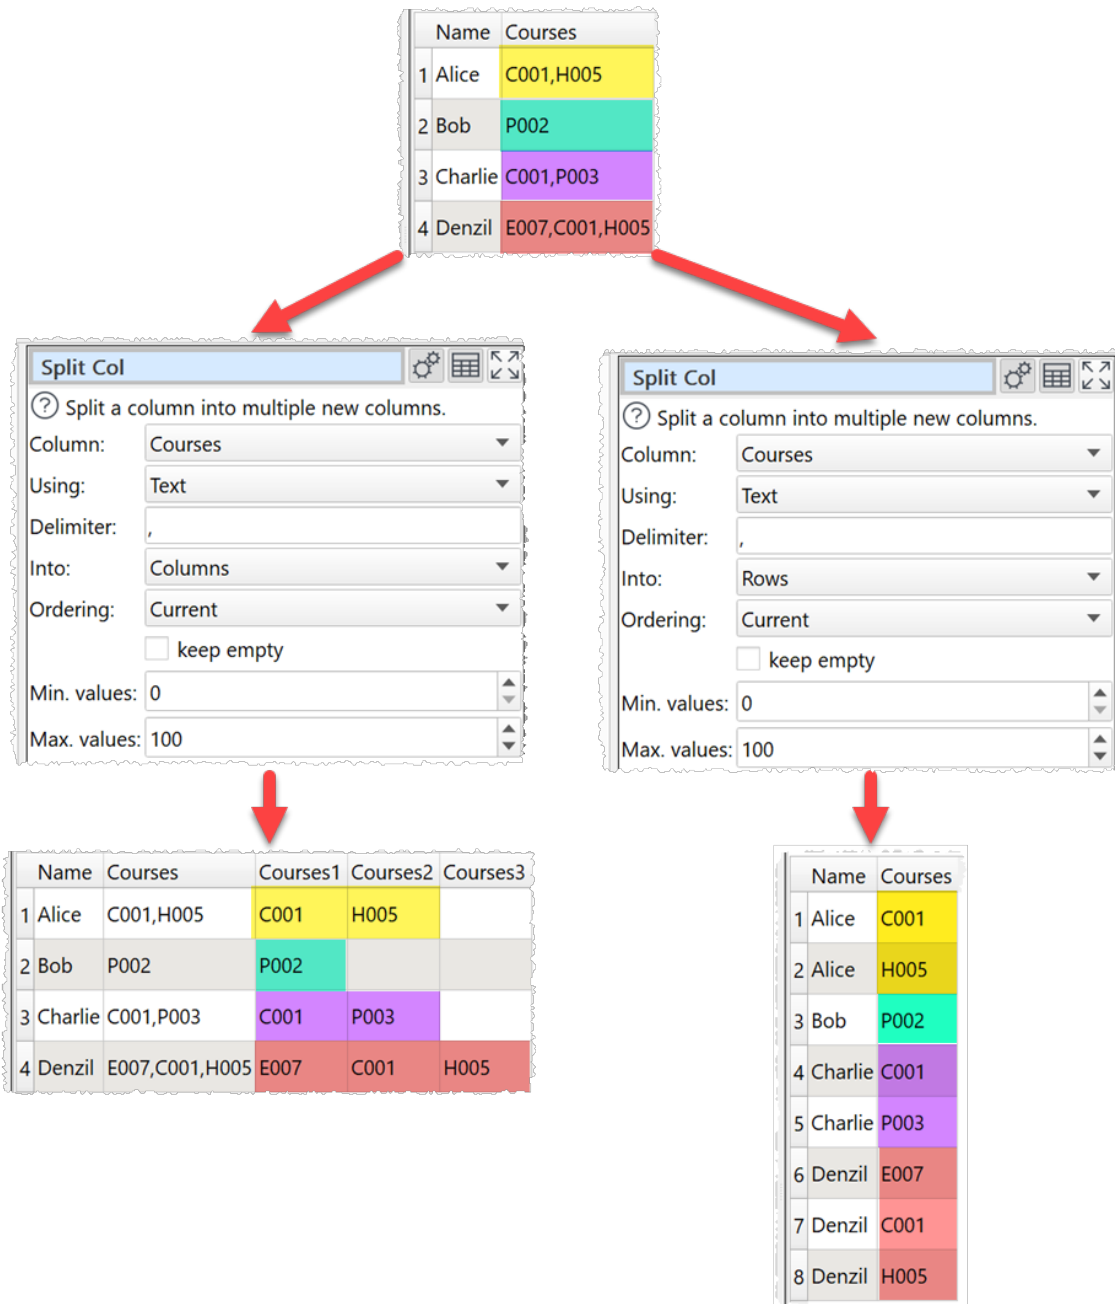 Name Courses
1 Alice C001,H005
2 Bob P002
3 Charlie C001,P003
4 Denzil E007,C001,H005
Split Col
? Split a column into multiple new columns.
Column: Courses
Using: Text
Delimiter: ,
Into: Columns
Ordering: Current
keep empty
Min. values: 0
Max. values: 100
Split Col
? Split a column into multiple new columns.
Column: Courses
Using: Text
Delimiter: ,
Into: Rows
Ordering: Current
keep empty
Min. values: 0
Max. values: 100
Name Courses Courses1 Courses2 Courses3
1 Alice C001,H005 C001 H005
2 Bob P002 P002
3 Charlie C001,P003 C001 P003
4 Denzil E007,C001,H005 E007 C001 H005
Name Courses
1 Alice C001
2 Alice H005
3 Bob P002
4 Charlie C001
5 Charlie P003
6 Denzil E007
7 Denzil C001
8 Denzil H005